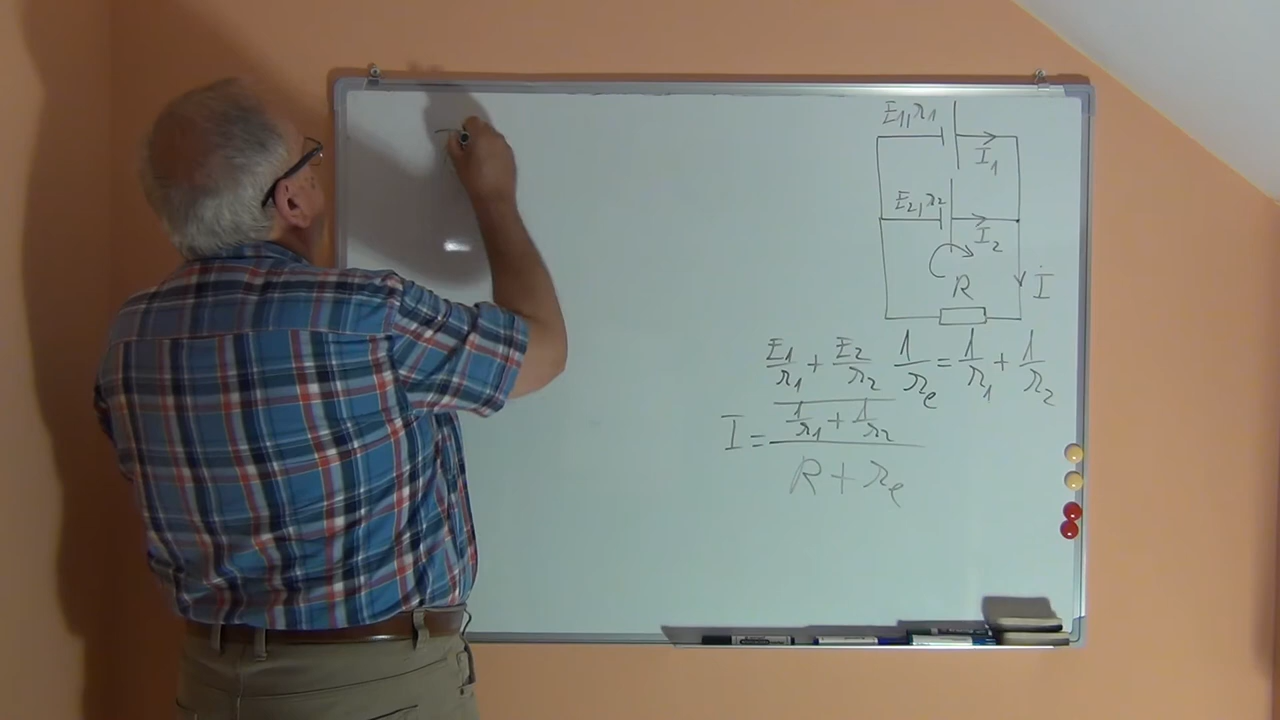 E1,r1
I1
E2,r2
I2
R
I
E1/r1 + E2/r2
1/re = 1/r1 + 1/r2
I = (E1/r1 + E2/r2)/(1/r1 + 1/r2)/(R + re)